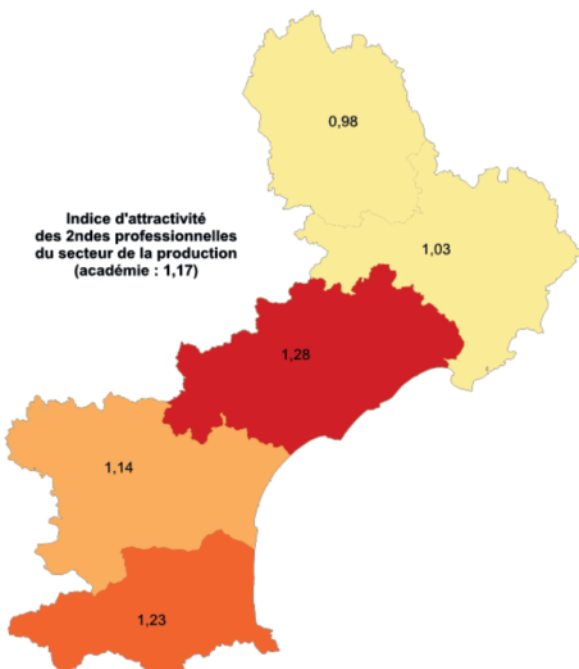 0,98
Indice d'attractivité
des 2ndes professionnelles
du secteur de la production
(académie : 1,17)
1,03
1,28
1,14
1,23